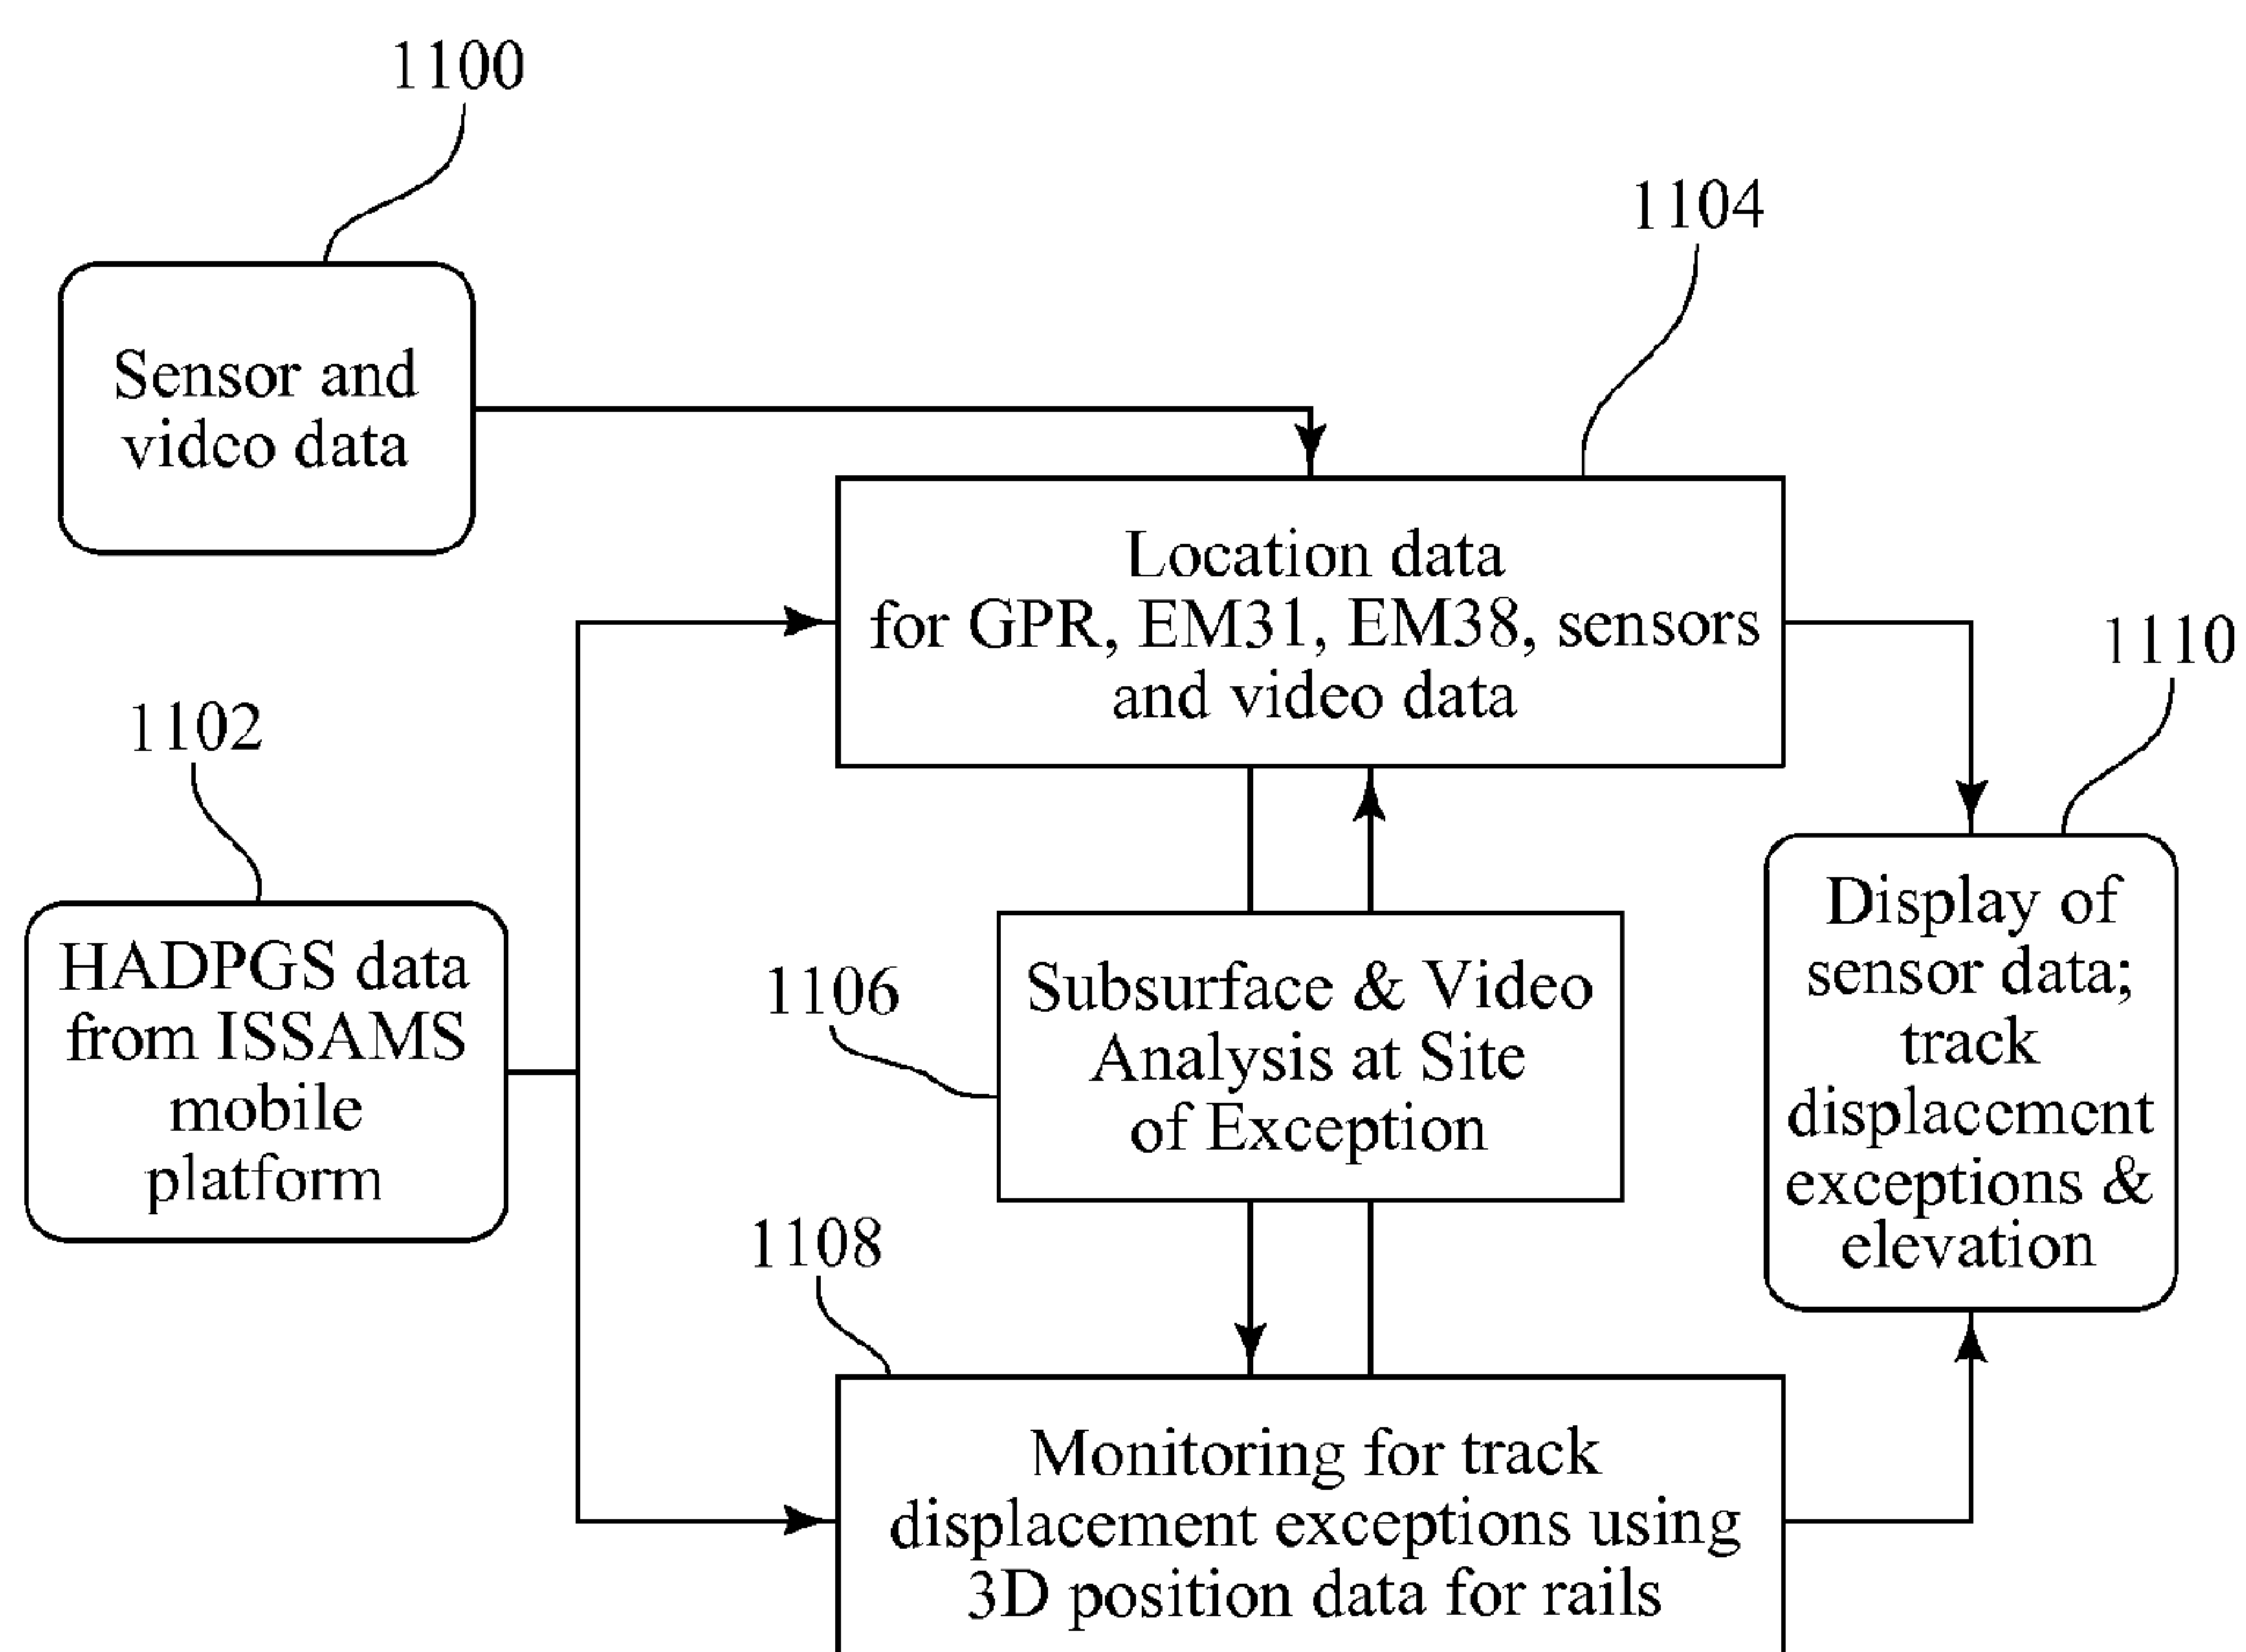 1100
1104
Sensor and
video data
Location data
for GPR, EM31, EM38, sensors
and video data
1110
1102
HADPGS data
from ISSAMS
mobile
platform
1106
Subsurface & Video
Analysis at Site
of Exception
Display of
sensor data;
track
displacement
exceptions &
elevation
1108
Monitoring for track
displacement exceptions using
3D position data for rails